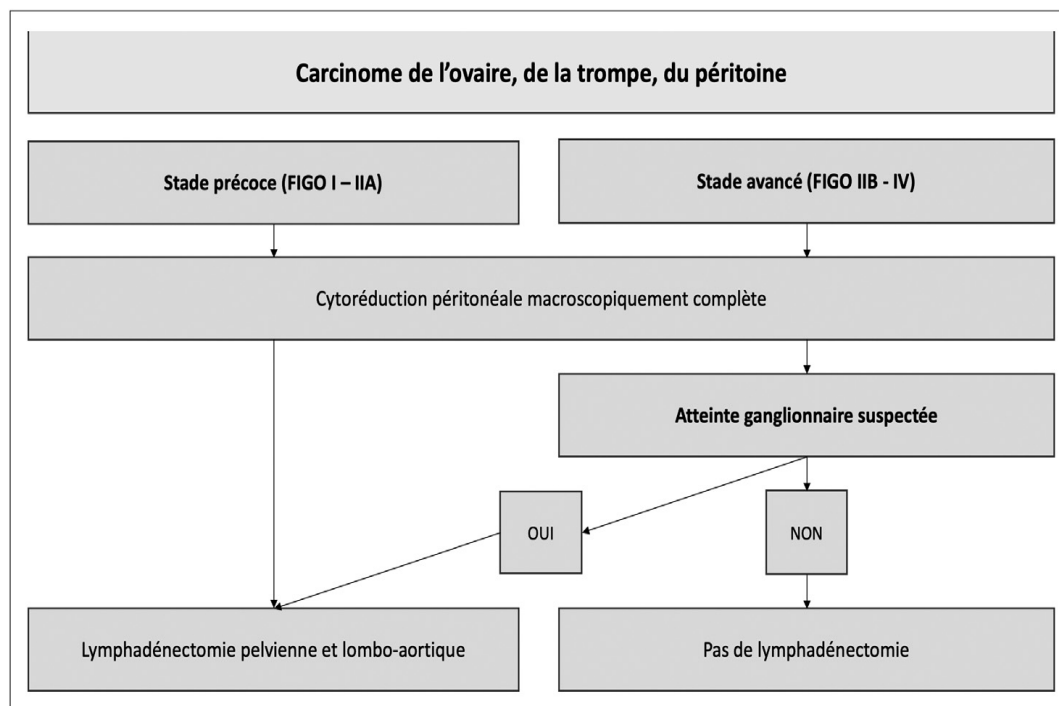 Carcinome de l’ovaire, de la trompe, du péritoine
Stade précoce (FIGO I – IIA)
Stade avancé (FIGO IIB - IV)
Cytoréduction péritonéale macroscopiquement complète
Atteinte ganglionnaire suspectée
OUI
NON
Lymphadénectomie pelvienne et lombo-aortique
Pas de lymphadénectomie